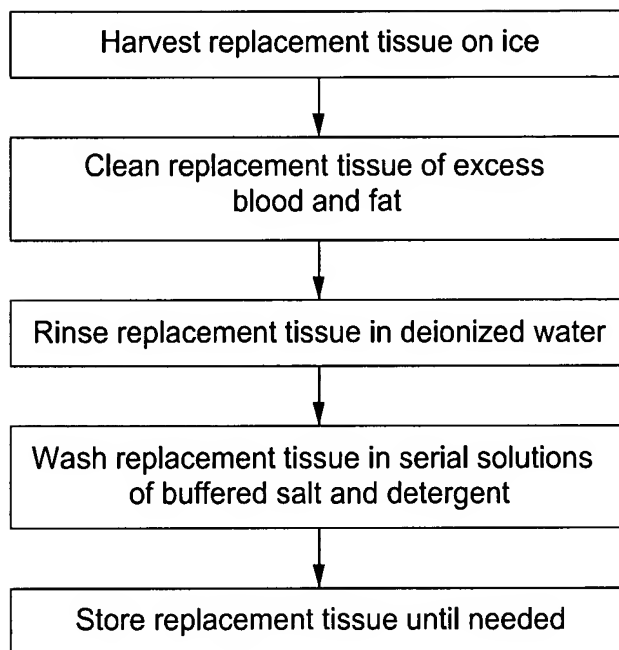 Harvest replacement tissue on ice
Clean replacement tissue of excess
blood and fat
Rinse replacement tissue in deionized water
Wash replacement tissue in serial solutions
of buffered salt and detergent
Store replacement tissue until needed